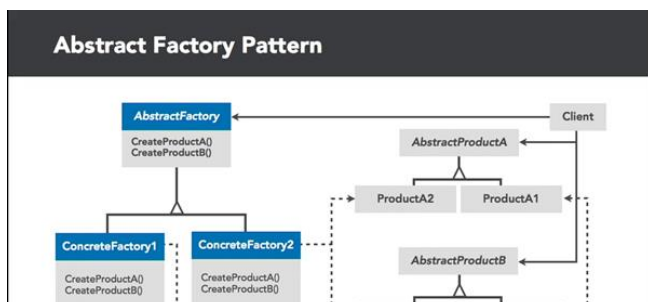 Abstract Factory Pattern
AbstractFactory
CreateProductA()
CreateProductB()
Client
AbstractProductA
ProductA2
ProductA1
ConcreteFactory1
CreateProductA()
CreateProductB()
ConcreteFactory2
CreateProductA()
CreateProductB()
AbstractProductB